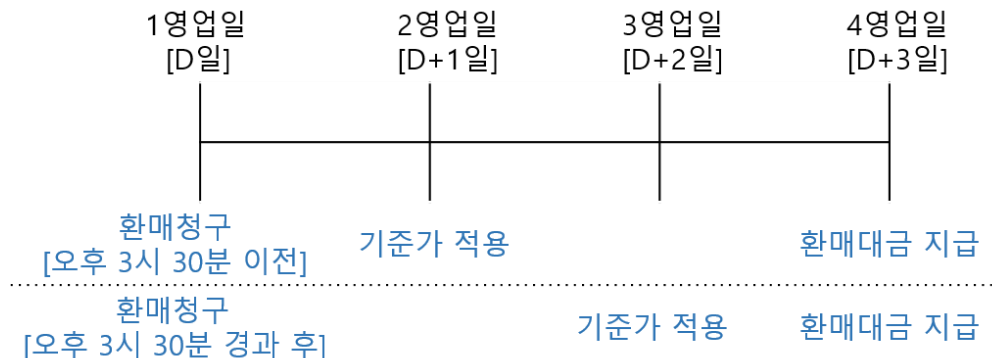 1영업일 2영업일 3영업일 4영업일
[D일] [D+1일] [D+2일] [D+3일]
환매청구
[오후 3시 30분 이전]
기준가 적용
환매대금 지급
환매청구
[오후 3시 30분 경과 후]
기준가 적용
환매대금 지급